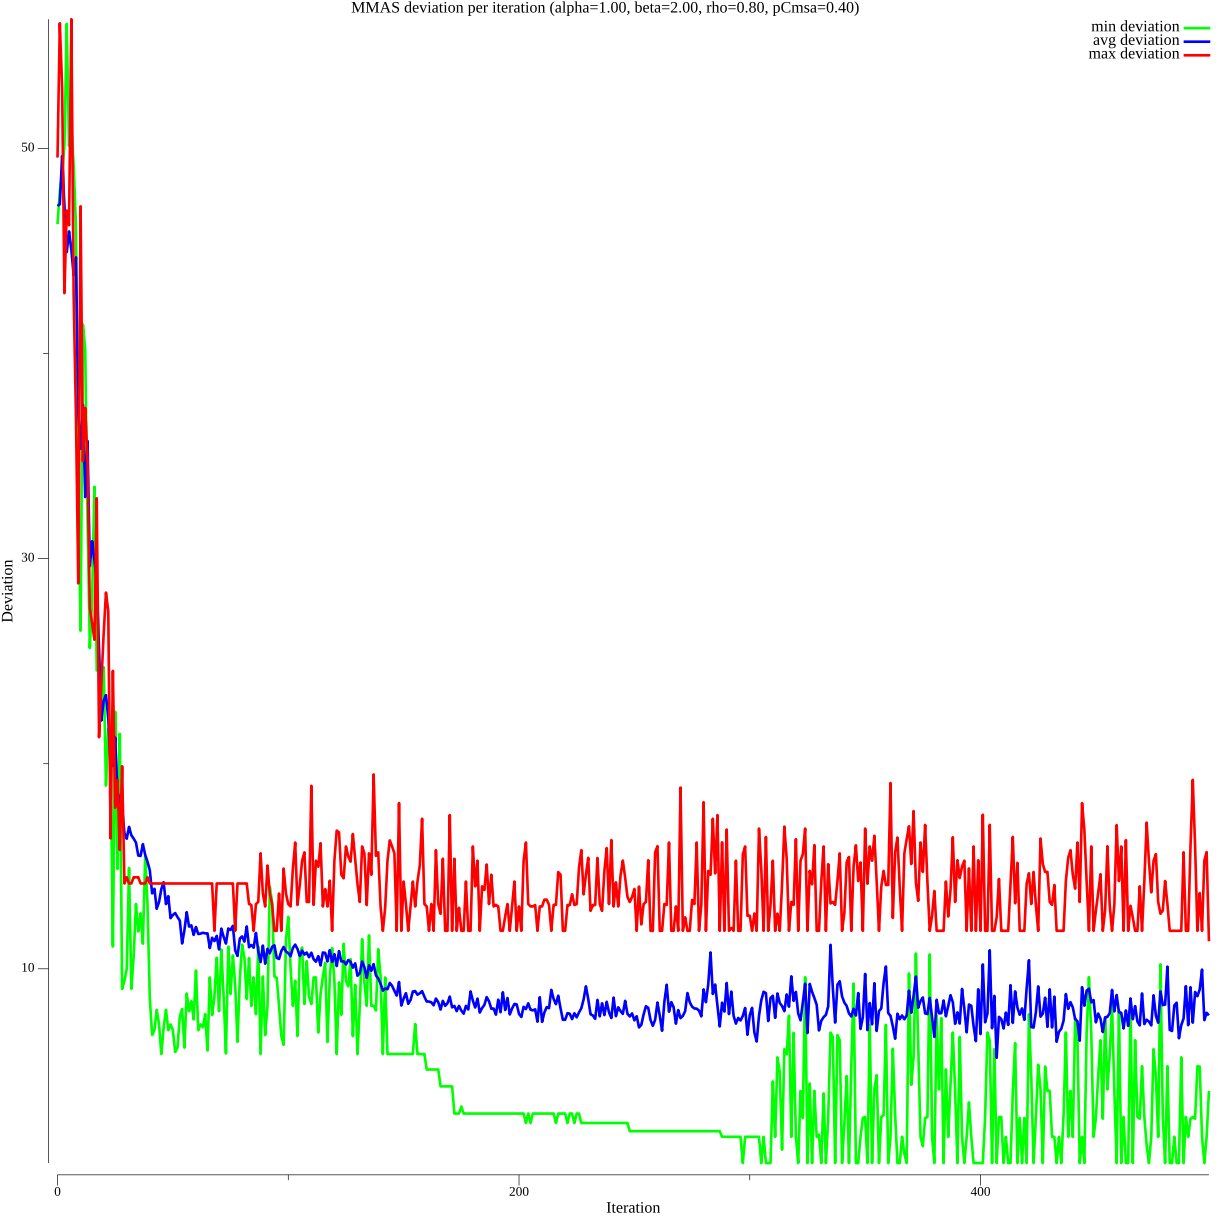 MMAS deviation per iteration (alpha=1.00, beta=2.00, rho=0.80, pCmsa=0.40)
min deviation
avg deviation
max deviation
50
30
10
Deviation
0
200
400
Iteration